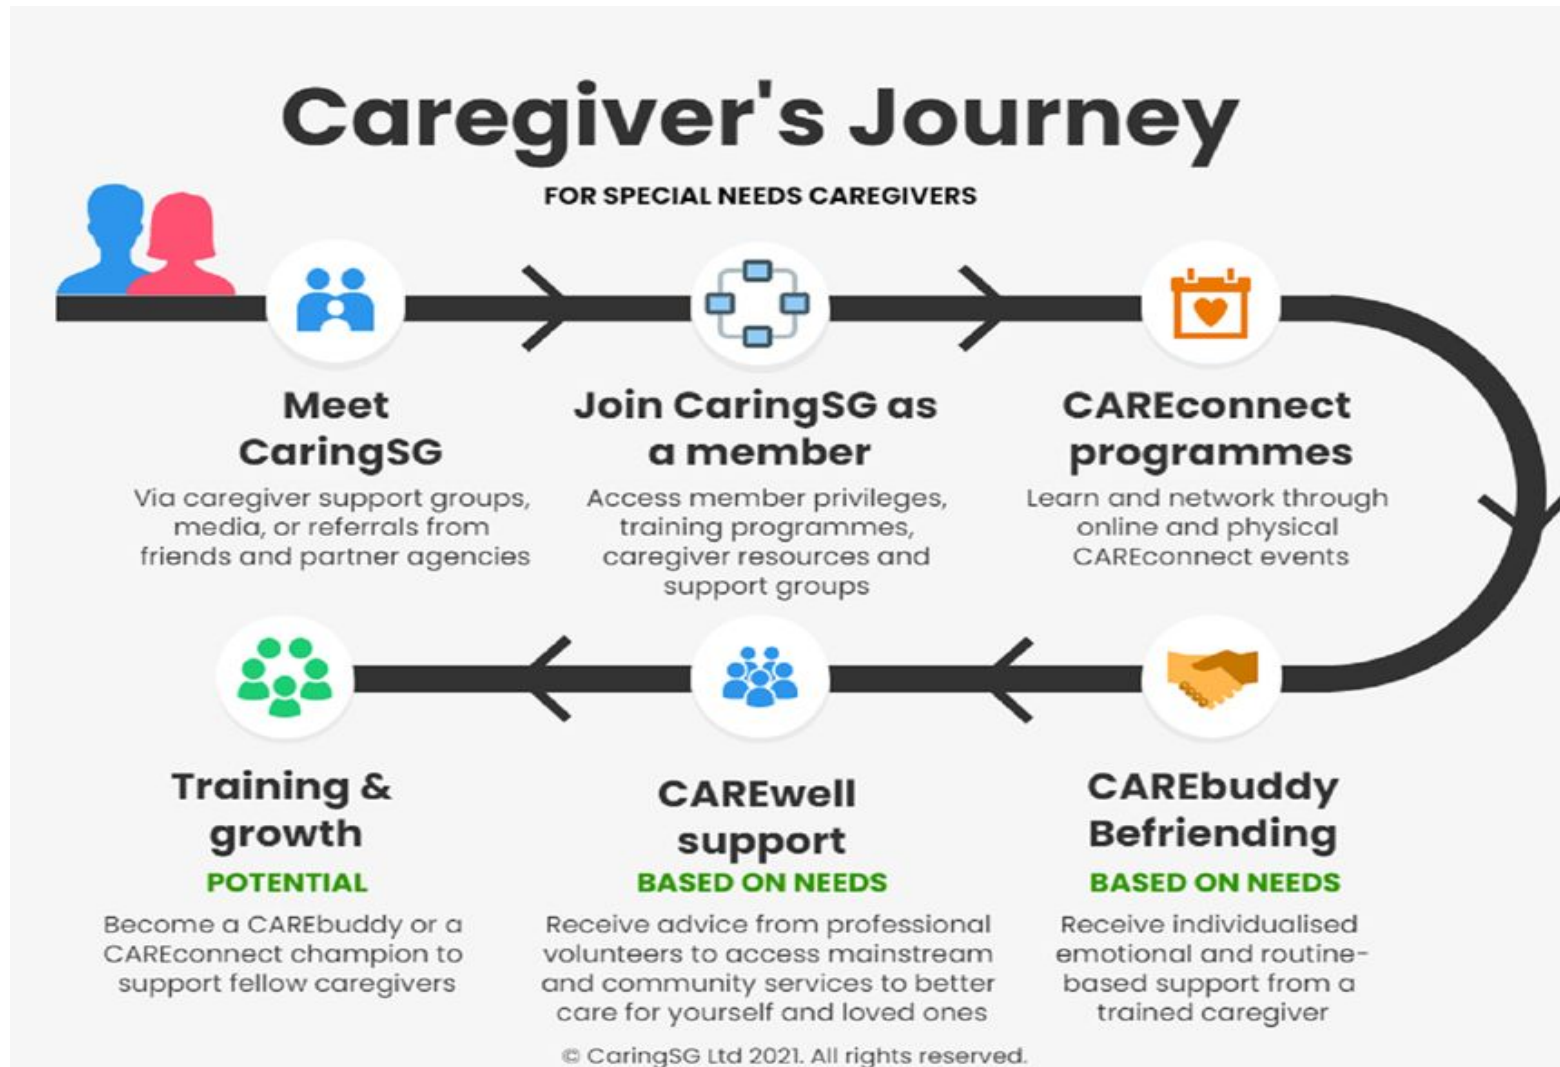 Caregiver's Journey
FOR SPECIAL NEEDS CAREGIVERS
Meet
CaringSG
Via caregiver support groups,
media, or referrals from
friends and partner agencies
Join CaringSG as
a member
Access member privileges,
training programmes,
caregiver resources and
support groups
CAREconnect
programmes
Learn and network through
online and physical
CAREconnect events
CAREbuddy
Befriending
BASED ON NEEDS
Receive individualised
emotional and routine-
based support from a
trained caregiver
CAREwell
support
BASED ON NEEDS
Receive advice from professional
volunteers to access mainstream
and community services to better
care for yourself and loved ones
Training &
growth
POTENTIAL
Become a CAREbuddy or a
CAREconnect champion to
support fellow caregivers
© CaringSG Ltd 2021. All rights reserved.